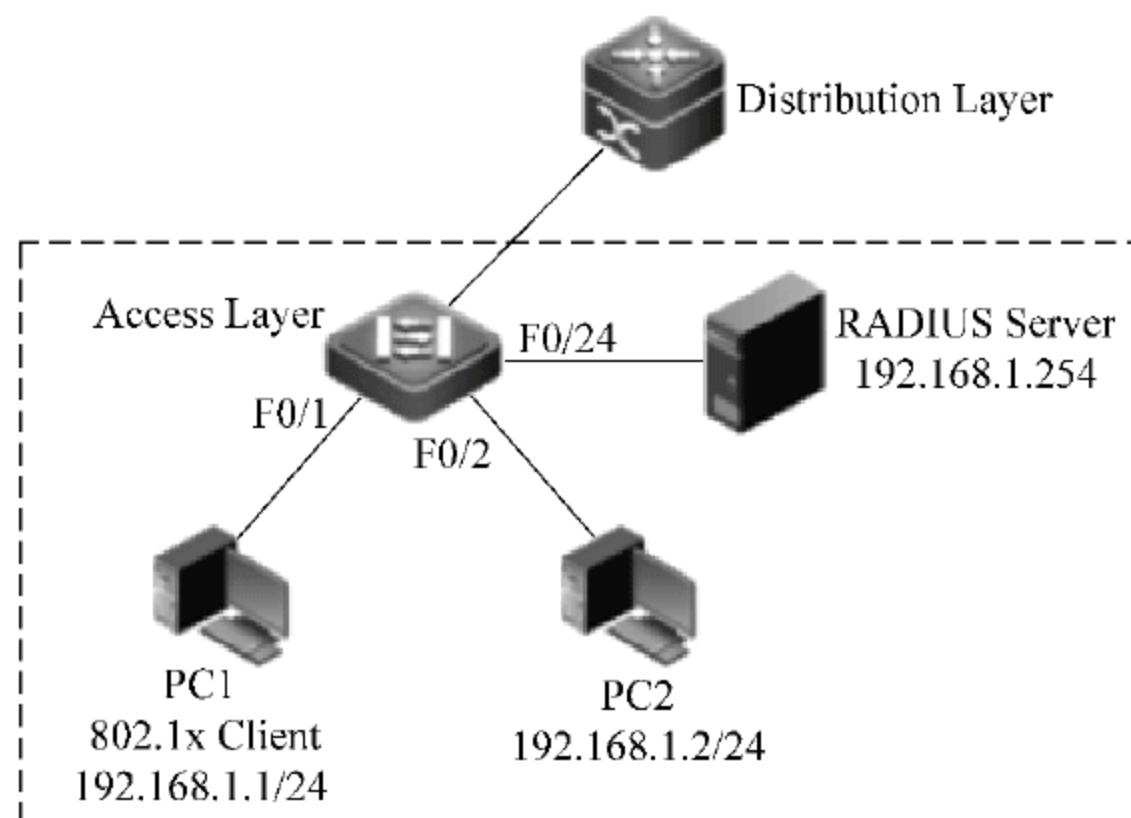 Distribution Layer
Access Layer
F0/24
RADIUS Server
192.168.1.254
F0/1
F0/2
PC1
802.1x Client
192.168.1.1/24
PC2
192.168.1.2/24